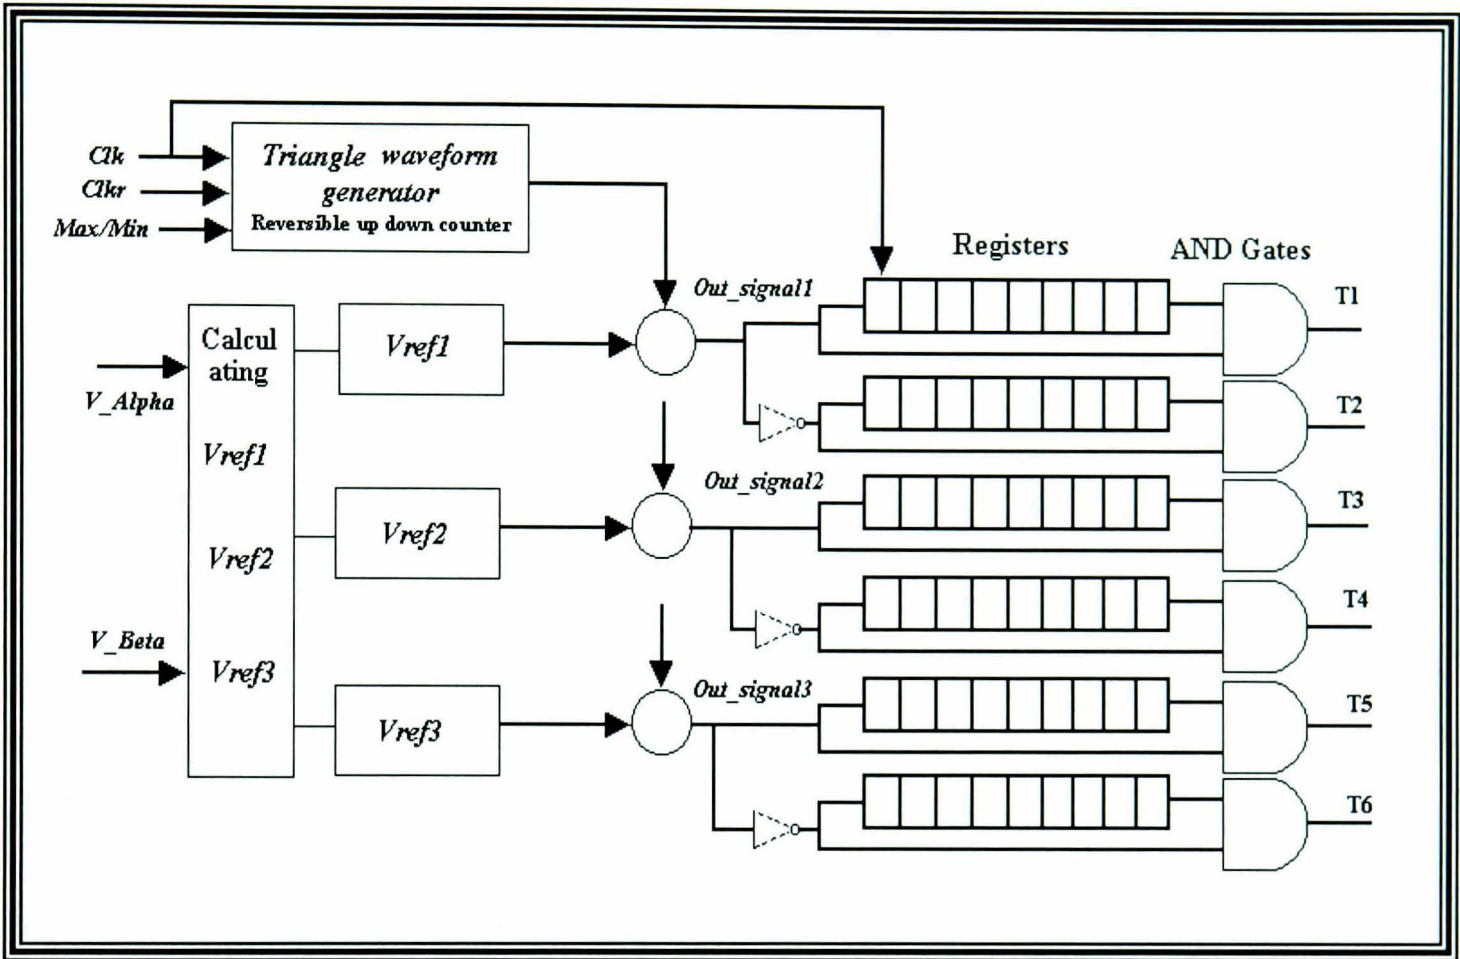 Clk
Clkr
Max/Min
Triangle waveform
generator
Reversible up down counter
Registers
AND Gates
Out_signal1
T1
Calcul
ating
Vref1
V_Alpha
T2
Vref1
Out_signal2
T3
Vref2
Vref2
T4
V_Beta
Vref3
Out_signal3
T5
Vref3
T6